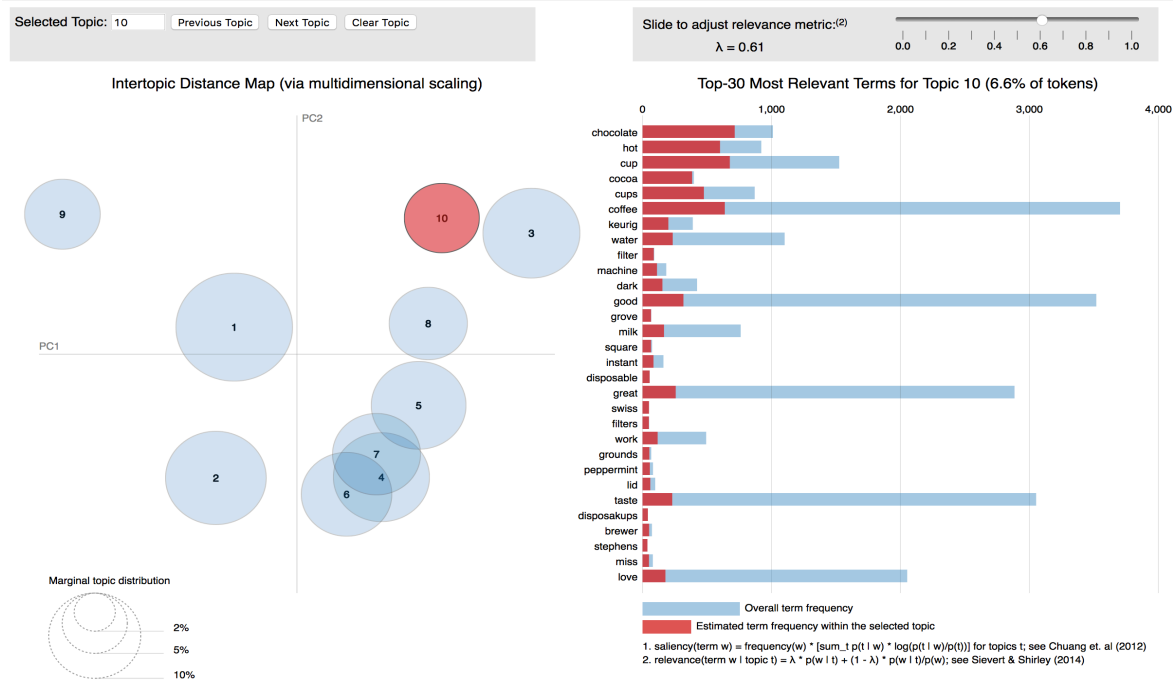 Selected Topic: 10 Previous Topic Next Topic Clear Topic
Slide to adjust relevance metric:(2)
λ = 0.61
0.0 0.2 0.4 0.6 0.8 1.0
Intertopic Distance Map (via multidimensional scaling)
PC2
PC1
9
10
3
1
8
5
7
4
2
6
Marginal topic distribution
2%
5%
10%
Top-30 Most Relevant Terms for Topic 10 (6.6% of tokens)
0 1,000 2,000 3,000 4,000
chocolate
hot
cup
cocoa
cups
coffee
keurig
water
filter
machine
dark
good
grove
milk
square
instant
disposable
great
swiss
filters
work
grounds
peppermint
lid
taste
disposakups
brewer
stephens
miss
love
Overall term frequency
Estimated term frequency within the selected topic
1. saliency(term w) = frequency(w) * [sum_t p(t | w) * log(p(t | w)/p(t))] for topics t; see Chuang et. al (2012)
2. relevance(term w | topic t) = λ * p(w | t) + (1 - λ) * p(w | t)/p(w); see Sievert & Shirley (2014)